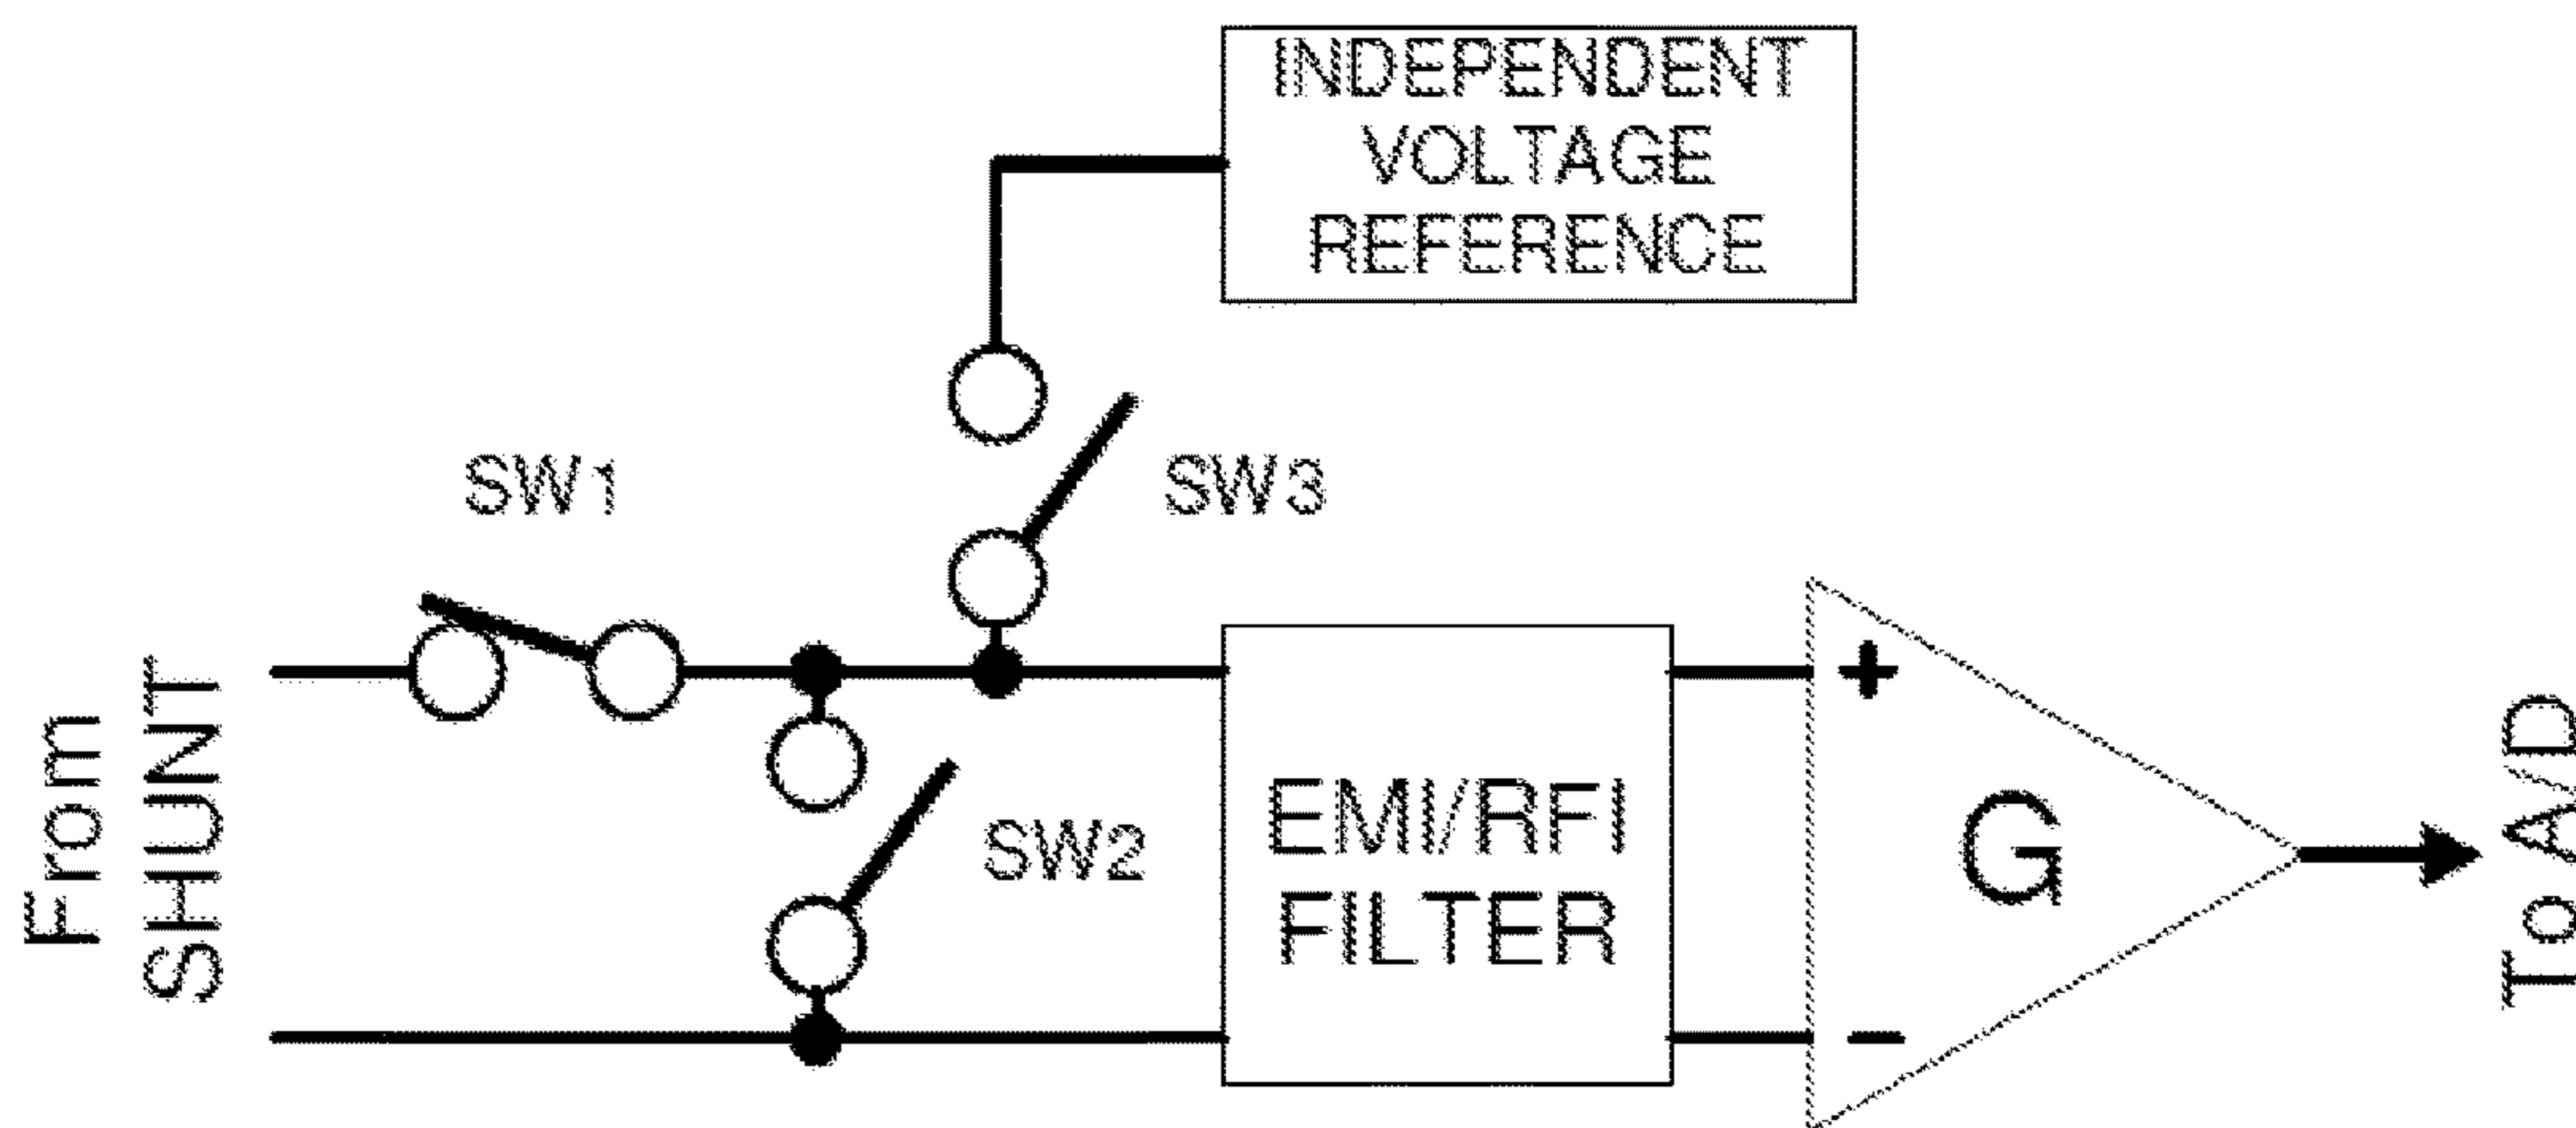 INDEPENDENT
VOLTAGE
REFERENCE
SW1
SW3
From
SHUNT
SW2
EMI/RFI
FILTER
+
G
-
To A/D